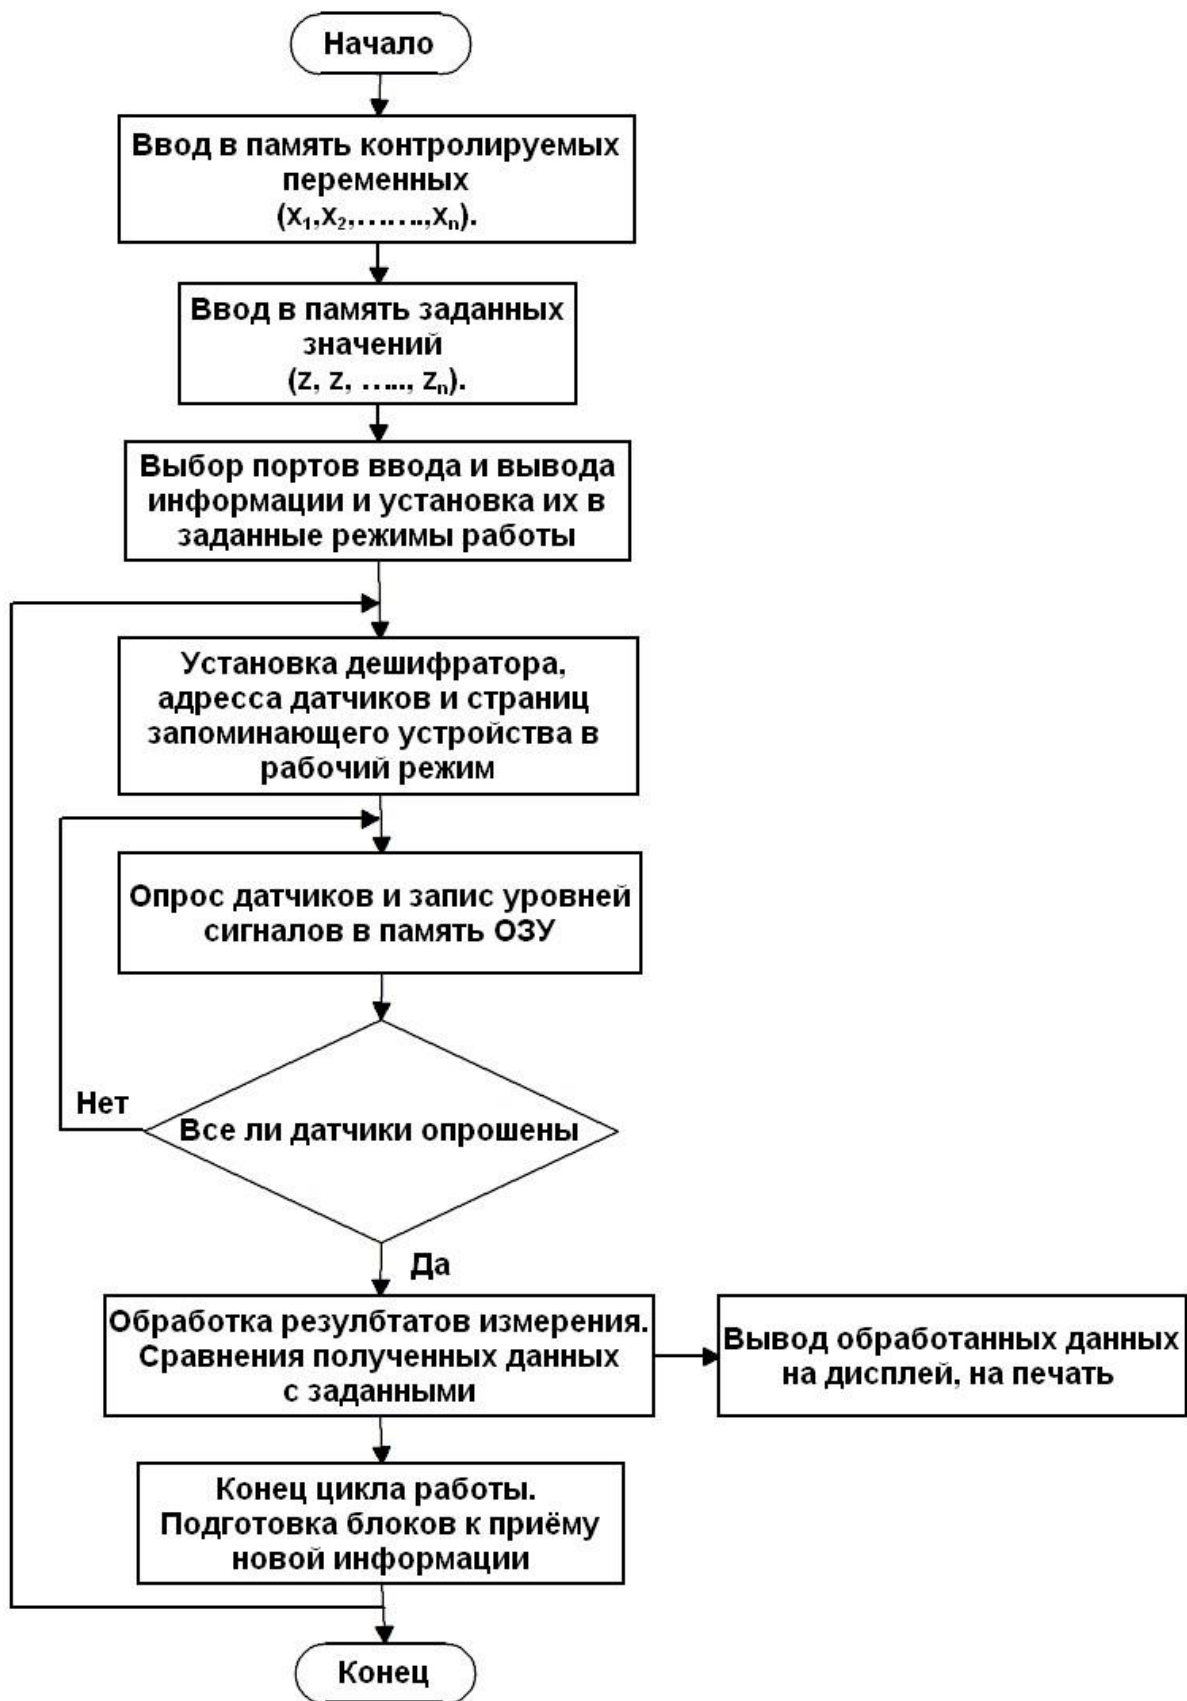 Начало
Ввод в память контролируемых
переменных
(x₁,x₂,…….,xₙ).
Ввод в память заданных
значений
(z, z, ….., zₙ).
Выбор портов ввода и вывода
информации и установка их в
заданные режимы работы
Установка дешифратора,
адресса датчиков и страниц
запоминающего устройства в
рабочий режим
Опрос датчиков и запис уровней
сигналов в память ОЗУ
Нет
Все ли датчики опрошены
Да
Обработка резулбтатов измерения.
Сравнения полученных данных
с заданными
Вывод обработанных данных
на дисплей, на печать
Конец цикла работы.
Подготовка блоков к приёму
новой информации
Конец